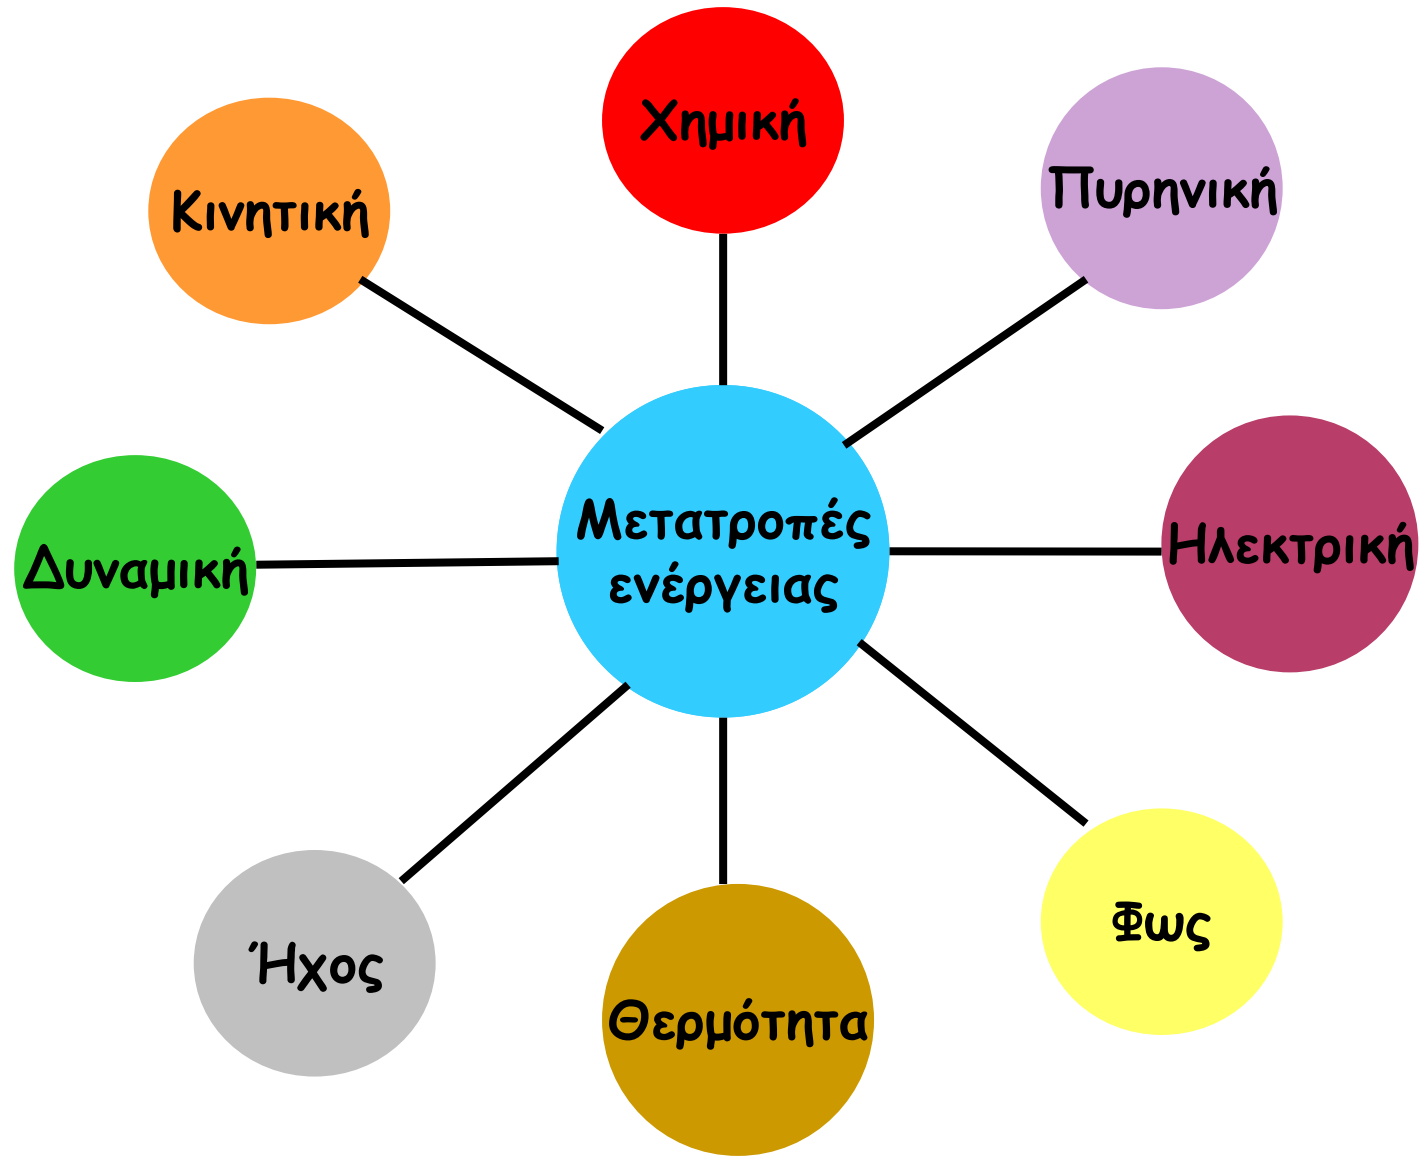 Χημική
Πυρηνική
Κινητική
Μετατροπές
ενέργειας
Ηλεκτρική
Δυναμική
Φως
Ήχος
Θερμότητα